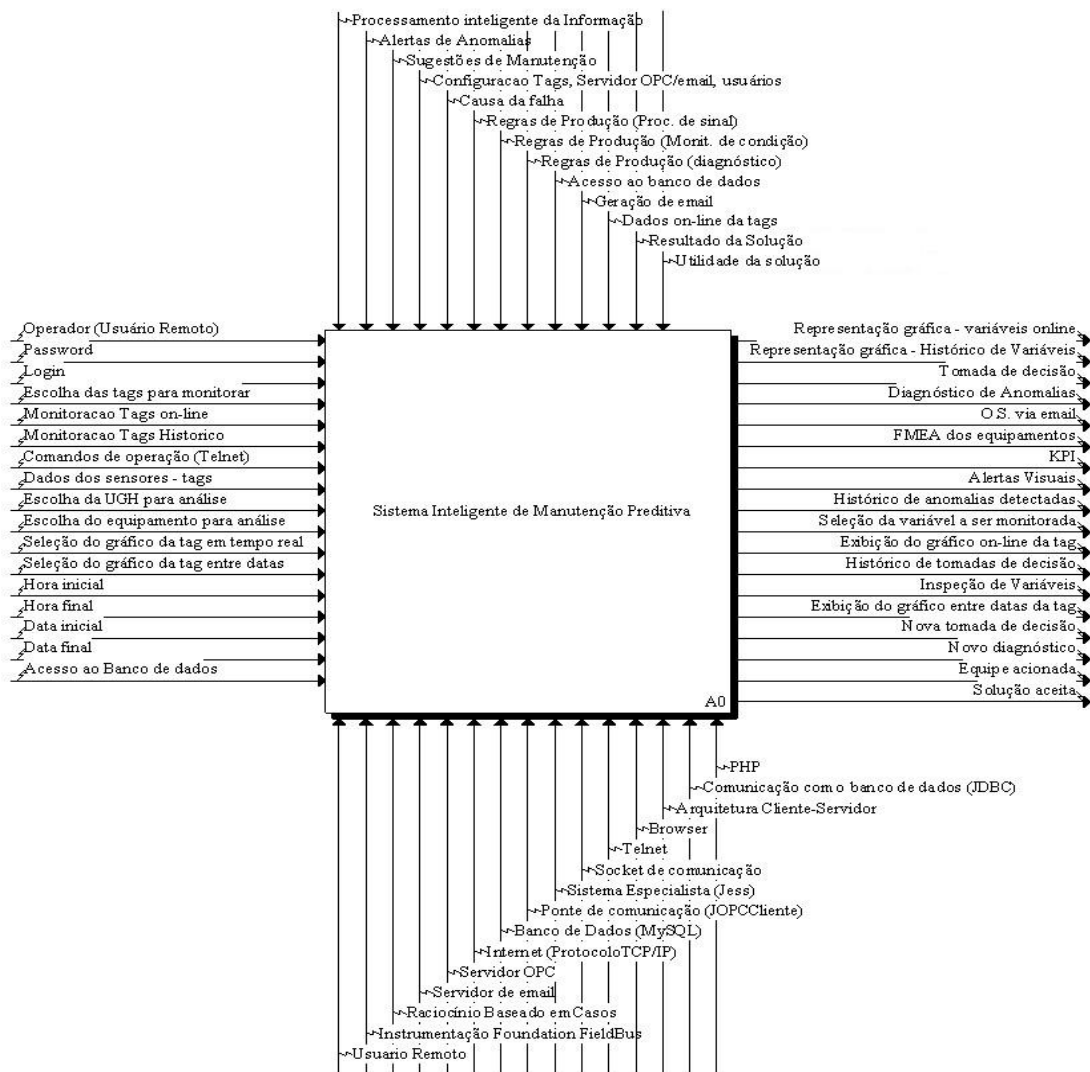 Processamento inteligente da Informação
Alertas de Anomalias
Sugestões de Manutenção
Configuracao Tags, Servidor OPC/email, usuários
Causa da falha
Regras de Produção (Proc. de sinal)
Regras de Produção (Monit. de condição)
Regras de Produção (diagnóstico)
Acesso ao banco de dados
Geração de email
Dados on-line da tags
Resultado da Solução
Utilidade da solução
Operador (Usuário Remoto)
Password
Login
Escolha das tags para monitorar
Monitoracao Tags on-line
Monitoracao Tags Historico
Comandos de operação (Telnet)
Dados dos sensores - tags
Escolha da UGH para análise
Escolha do equipamento para análise
Seleção do gráfico da tag em tempo real
Seleção do gráfico da tag entre datas
Hora inicial
Hora final
Data inicial
Data final
Acesso ao Banco de dados
Sistema Inteligente de Manutenção Preditiva
A0
Representação gráfica - variáveis online
Representação gráfica - Histórico de Variáveis
Tomada de decisão
Diagnóstico de Anomalias
O.S. via email
FMEA dos equipamentos
KPI
Alertas Visuais
Histórico de anomalias detectadas
Seleção da variável a ser monitorada
Exibição do gráfico on-line da tag
Histórico de tomadas de decisão
Inspeção de Variáveis
Exibição do gráfico entre datas da tag
Nova tomada de decisão
Novo diagnóstico
Equipe acionada
Solução aceita
PHP
Comunicação com o banco de dados (JDBC)
Arquitetura Cliente-Servidor
Browser
Telnet
Socket de comunicação
Sistema Especialista (Jess)
Ponte de comunicação (JOPCCliente)
Banco de Dados (MySQL)
Internet (ProtocoloTCP/IP)
Servidor OPC
Servidor de email
Raciocínio Baseado em Casos
Instrumentação Foundation FieldBus
Usuario Remoto